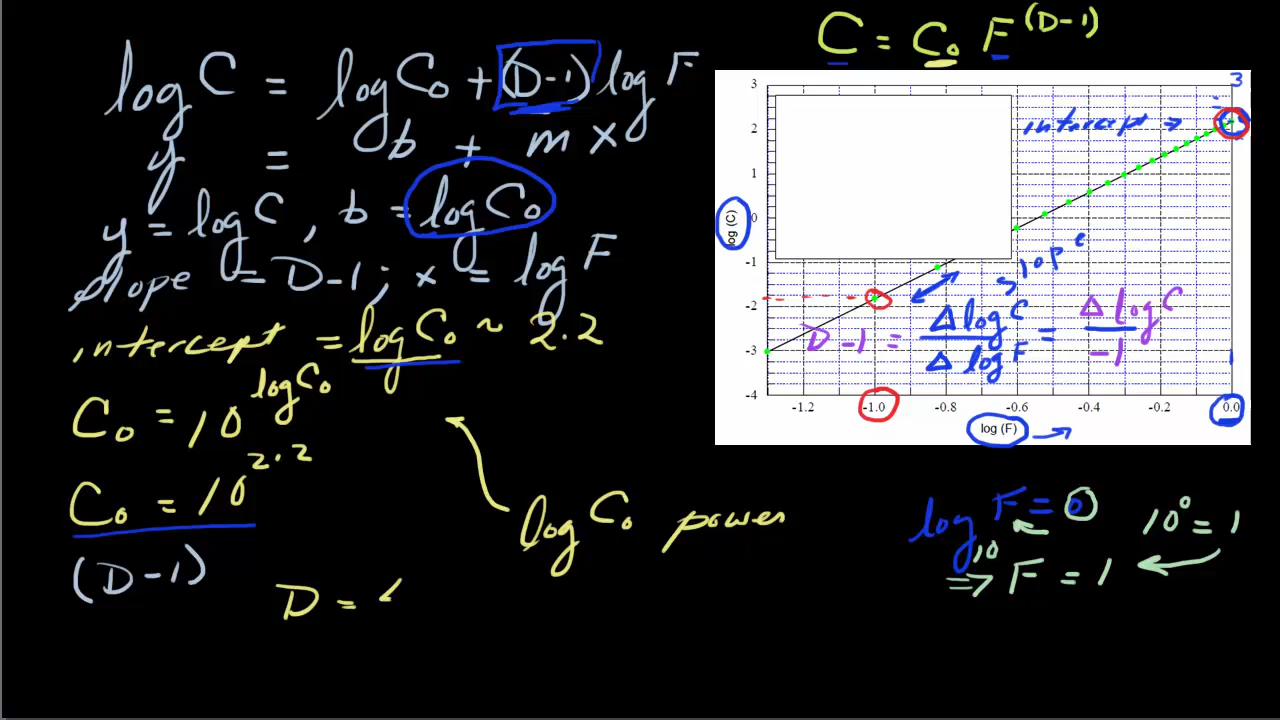 C = C₀ F^(D-1)
log C = log C₀ + (D-1) log F
y = b + m x
y = log C, b = log C₀
slope = D-1; x = log F
intercept = log C₀ ~ 2.2
C₀ = 10^log C₀
C₀ = 10^2.2
(D-1)
D =
log C₀ power
3
3
2
1
0
-1
-2
-3
-4
log (C)
intercept →
slope
D-1 = Δ log C / Δ log F = Δ log C / -1
-1.2
-1.0
-0.8
-0.6
-0.4
-0.2
0.0
log (F) →
log₁₀ F = 0
10⁰ = 1
⇒ F = 1